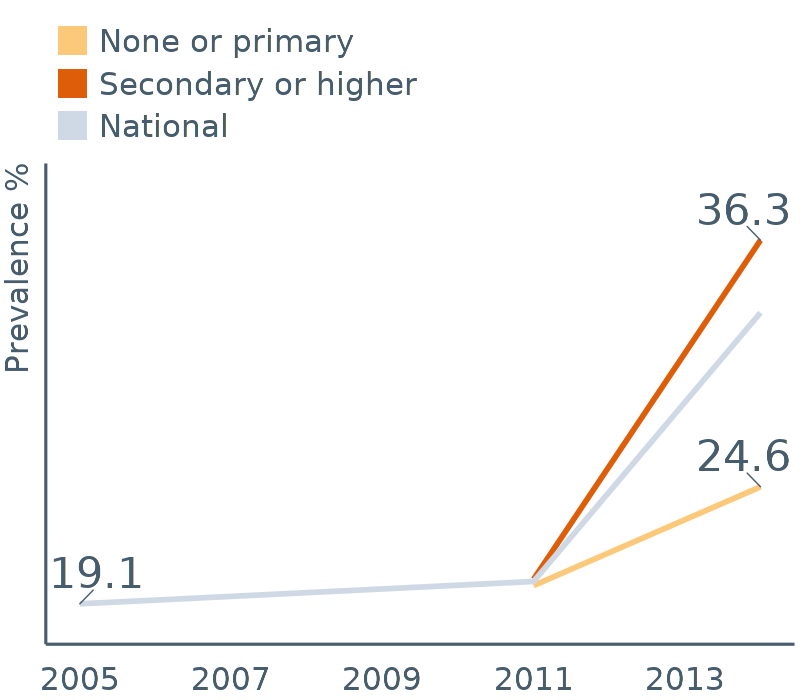 None or primary
Secondary or higher
National
Prevalence %
36.3
24.6
19.1
2005 2007 2009 2011 2013